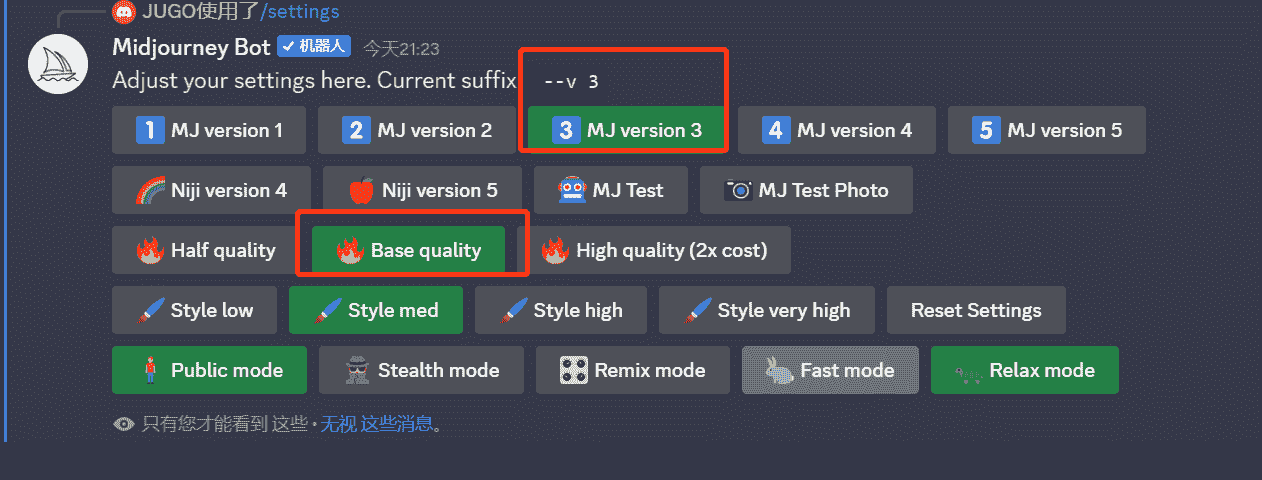 JUGO使用了/settings
Midjourney Bot ✓ 机器人 今天21:23
Adjust your settings here. Current suffix --v 3
1 MJ version 1 2 MJ version 2 3 MJ version 3 4 MJ version 4 5 MJ version 5
Niji version 4 Niji version 5 MJ Test MJ Test Photo
Half quality Base quality High quality (2x cost)
Style low Style med Style high Style very high Reset Settings
Public mode Stealth mode Remix mode Fast mode Relax mode
只有您才能看到 这些 • 无视 这些消息。